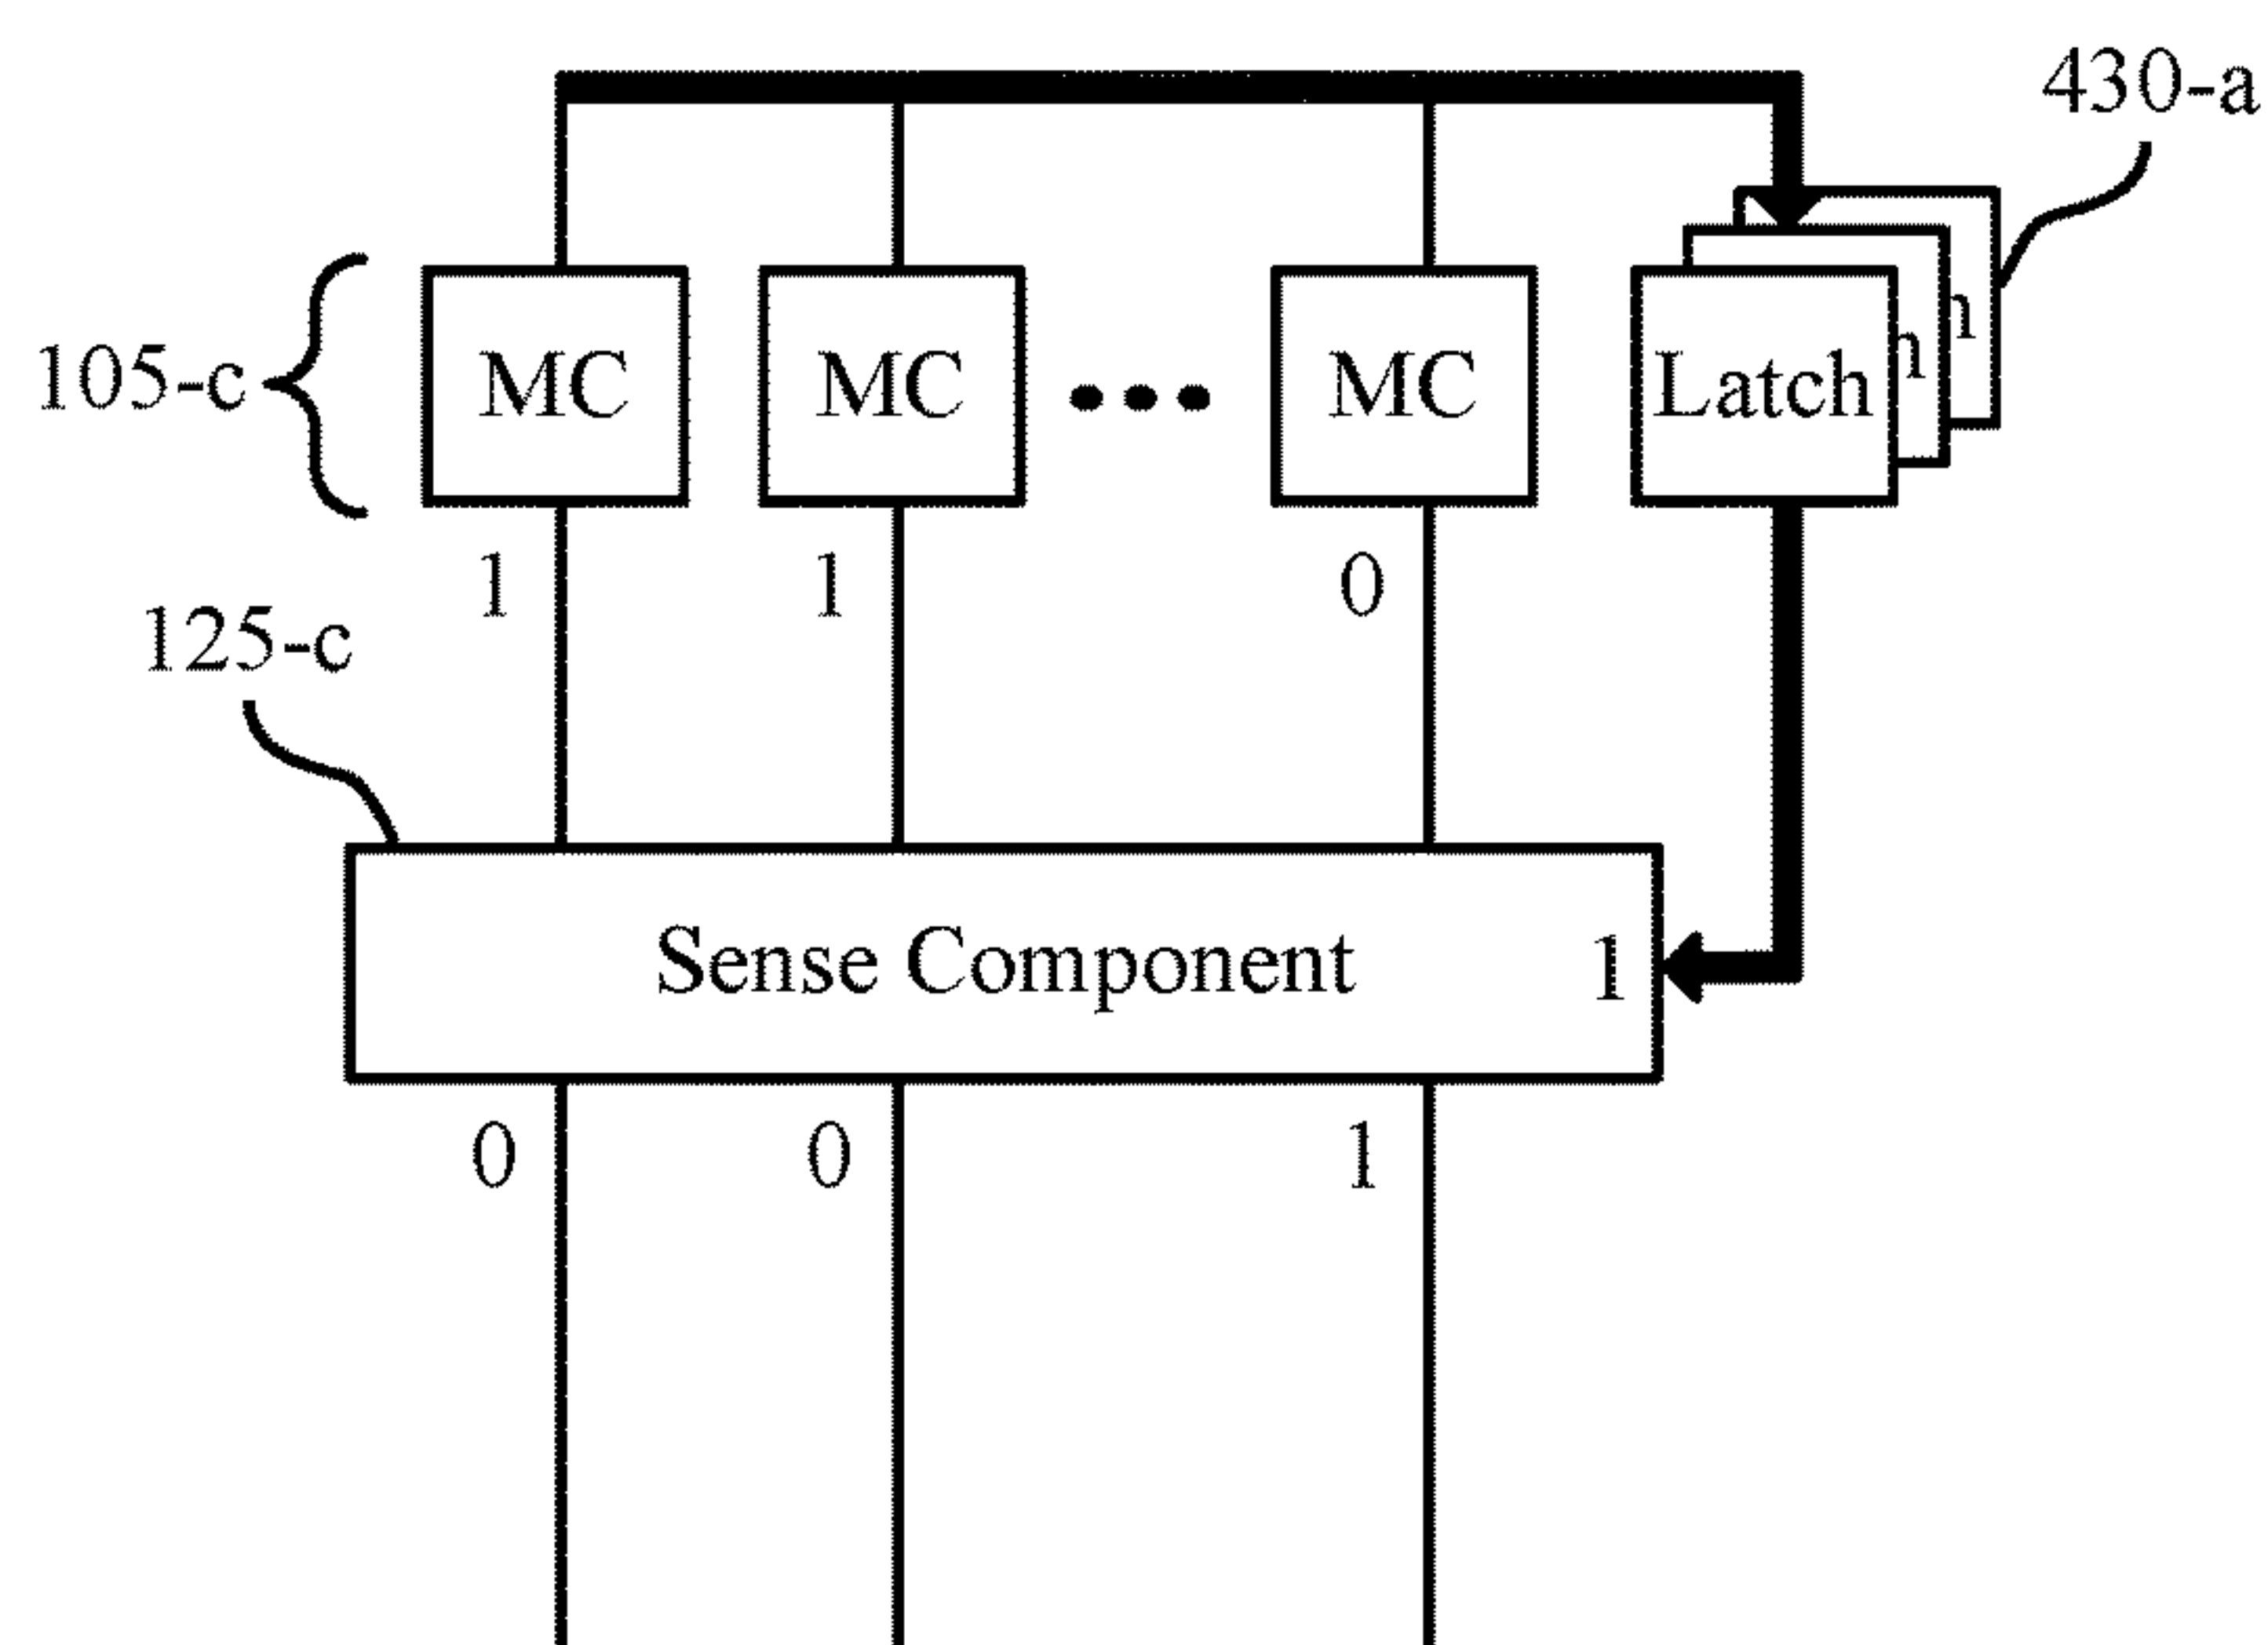 430-a
105-c
MC MC MC Latch
h
h
1 1 0
125-c
Sense Component 1
0 0 1